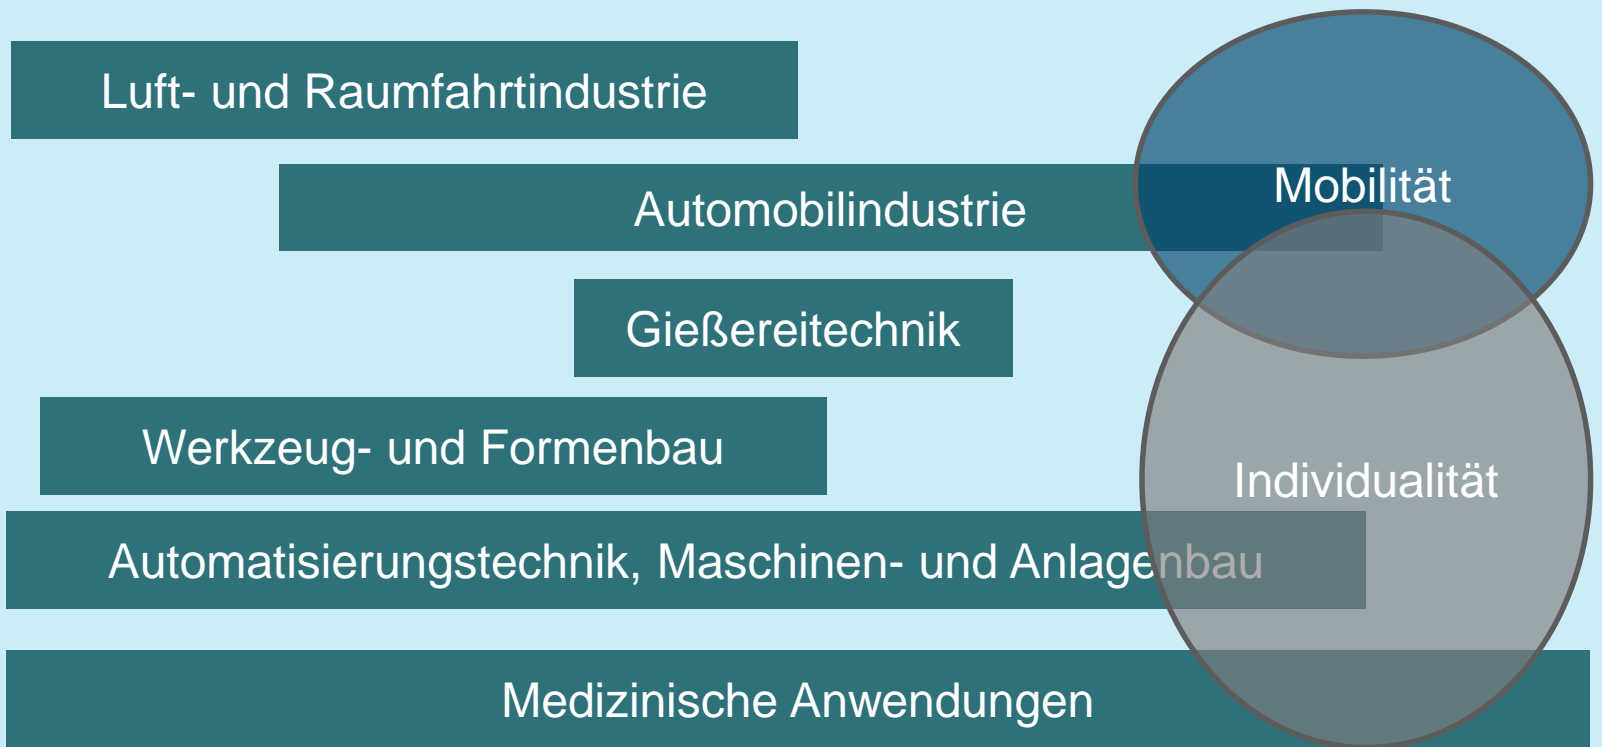 Luft- und Raumfahrtindustrie
Mobilität
Automobilindustrie
Gießereitechnik
Werkzeug- und Formenbau
Individualität
Automatisierungstechnik, Maschinen- und Anlagenbau
Medizinische Anwendungen